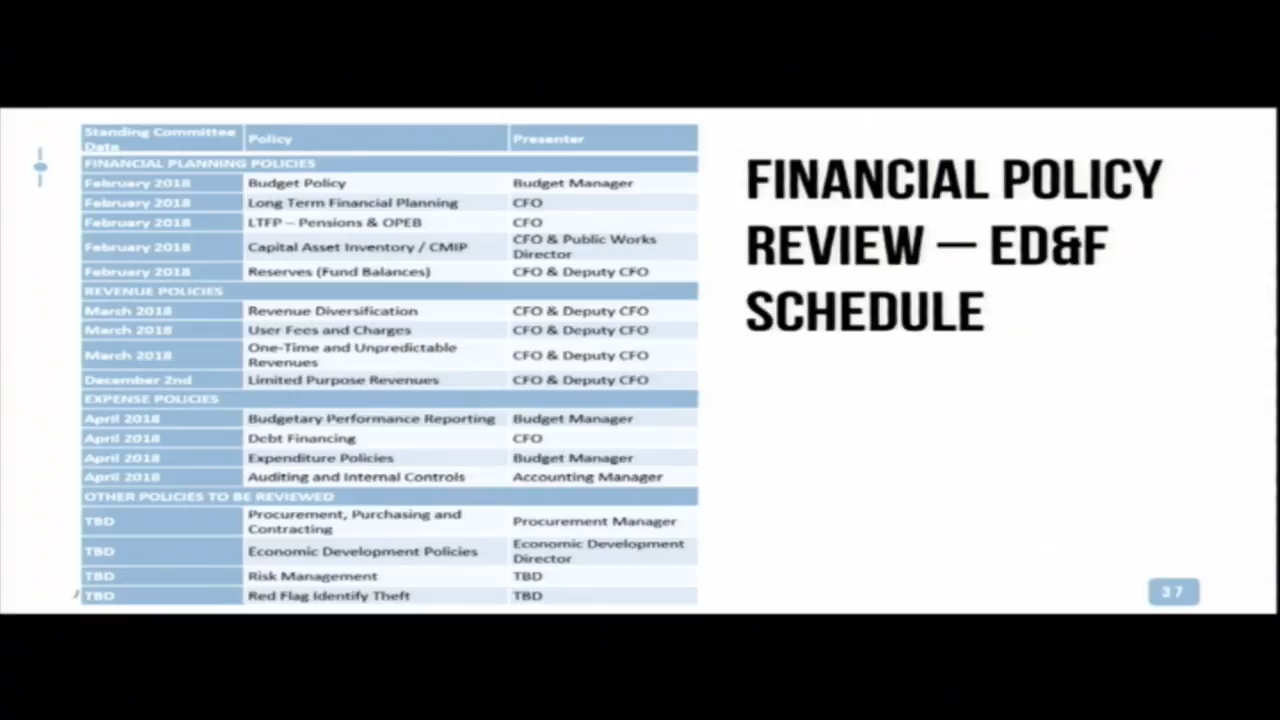 Standing Committee Date Policy Presenter
FINANCIAL PLANNING POLICIES
February 2018 Budget Policy Budget Manager
February 2018 Long Term Financial Planning CFO
February 2018 LTFP – Pensions & OPEB CFO
February 2018 Capital Asset Inventory / CMIP CFO & Public Works Director
February 2018 Reserves (Fund Balances) CFO & Deputy CFO
REVENUE POLICIES
March 2018 Revenue Diversification CFO & Deputy CFO
March 2018 User Fees and Charges CFO & Deputy CFO
March 2018 One-Time and Unpredictable Revenues CFO & Deputy CFO
December 2nd Limited Purpose Revenues CFO & Deputy CFO
EXPENSE POLICIES
April 2018 Budgetary Performance Reporting Budget Manager
April 2018 Debt Financing CFO
April 2018 Expenditure Policies Budget Manager
April 2018 Auditing and Internal Controls Accounting Manager
OTHER POLICIES TO BE REVIEWED
TBD Procurement, Purchasing and Contracting Procurement Manager
TBD Economic Development Policies Economic Development Director
TBD Risk Management TBD
TBD Red Flag Identify Theft TBD
FINANCIAL POLICY
REVIEW – ED&F
SCHEDULE
37